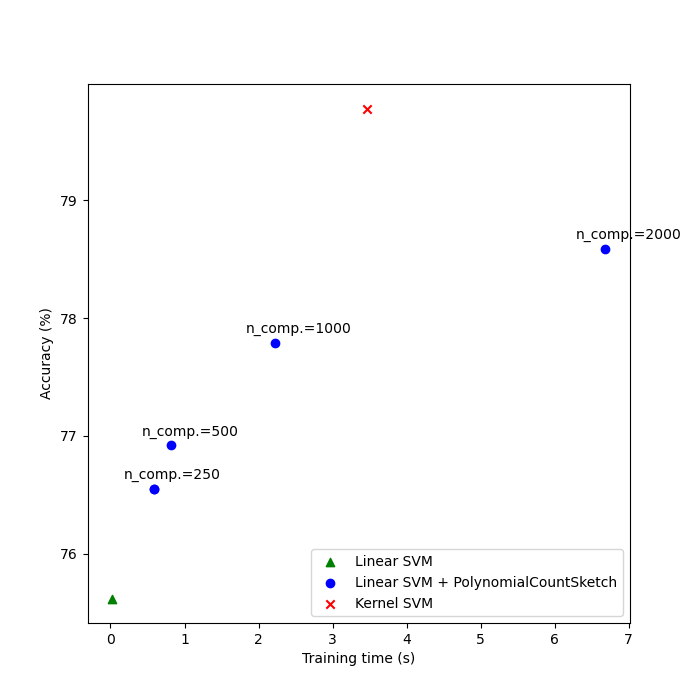 79
78
77
76
Accuracy (%)
n_comp.=2000
n_comp.=1000
n_comp.=500
n_comp.=250
Linear SVM
Linear SVM + PolynomialCountSketch
Kernel SVM
0 1 2 3 4 5 6 7
Training time (s)